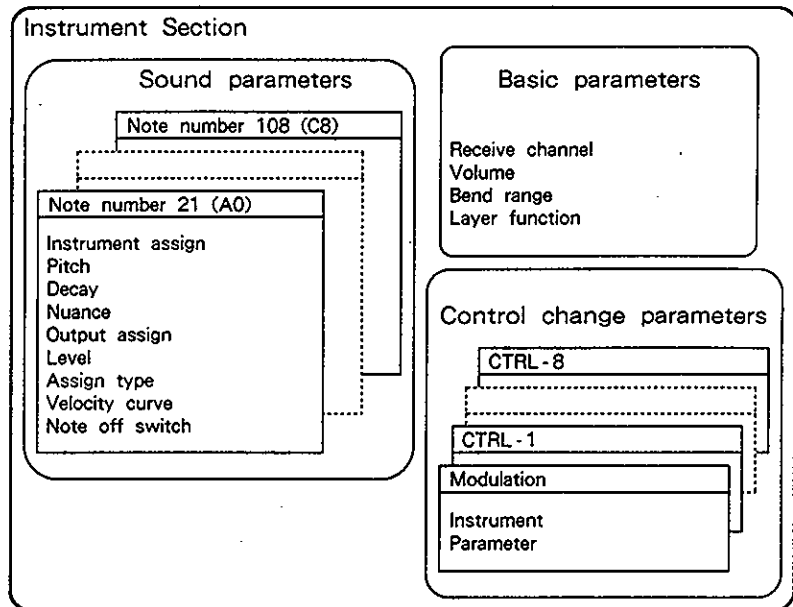 Instrument Section
Sound parameters
Note number 108 (C8)
Note number 21 (A0)
Instrument assign
Pitch
Decay
Nuance
Output assign
Level
Assign type
Velocity curve
Note off switch
Basic parameters
Receive channel
Volume
Bend range
Layer function
Control change parameters
CTRL-8
CTRL-1
Modulation
Instrument
Parameter